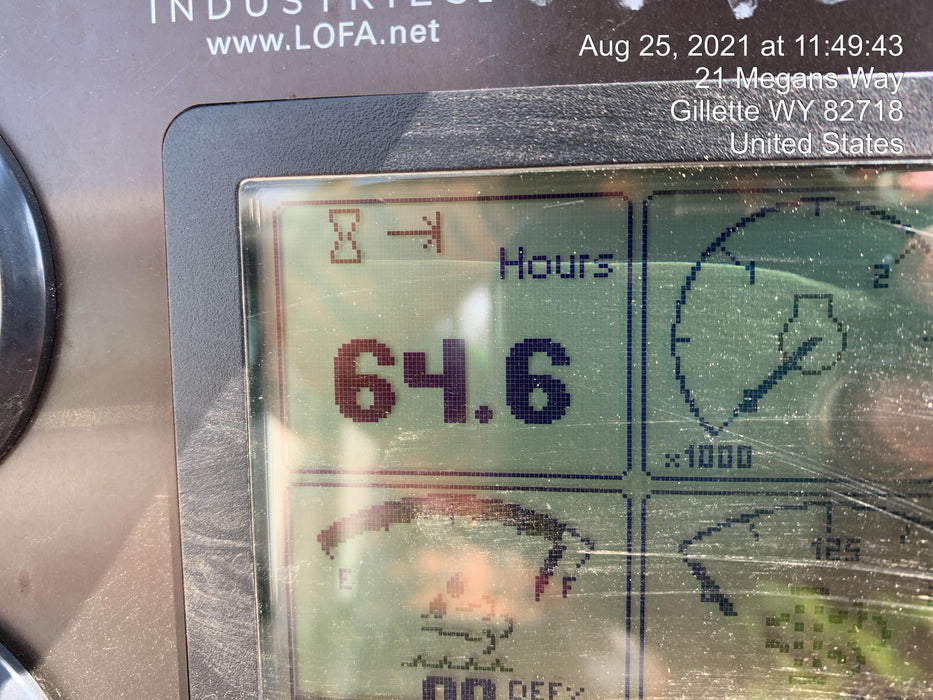 INDUSTRIES
www.LOFA.net
Aug 25, 2021 at 11:49:43
21 Megans Way
Gillette WY 82718
United States
Hours
64.6
1
2
x1000
E
F
125
DEF%